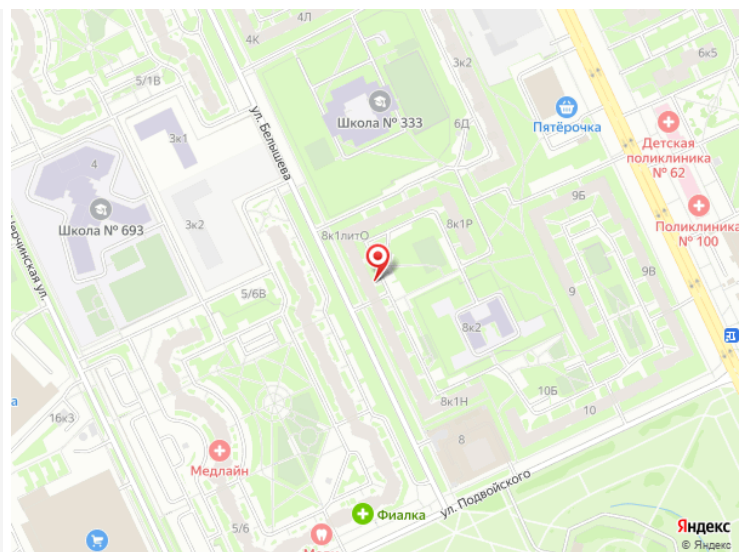 4К
4Л
5/1В
3к1
3к2
4
Школа № 693
3к2
ул. Белышева
Школа № 333
6Д
Пятёрочка
6к5
Детская
поликлиника
№ 62
Поликлиника
№ 100
9Б
9В
9
8к1литО
8к1Р
8к2
5/6В
8к1Н
8
10Б
10
ул. Подвойского
16к3
а
Медлайн
5/6
Фиалка
Яндекс
© Яндекс